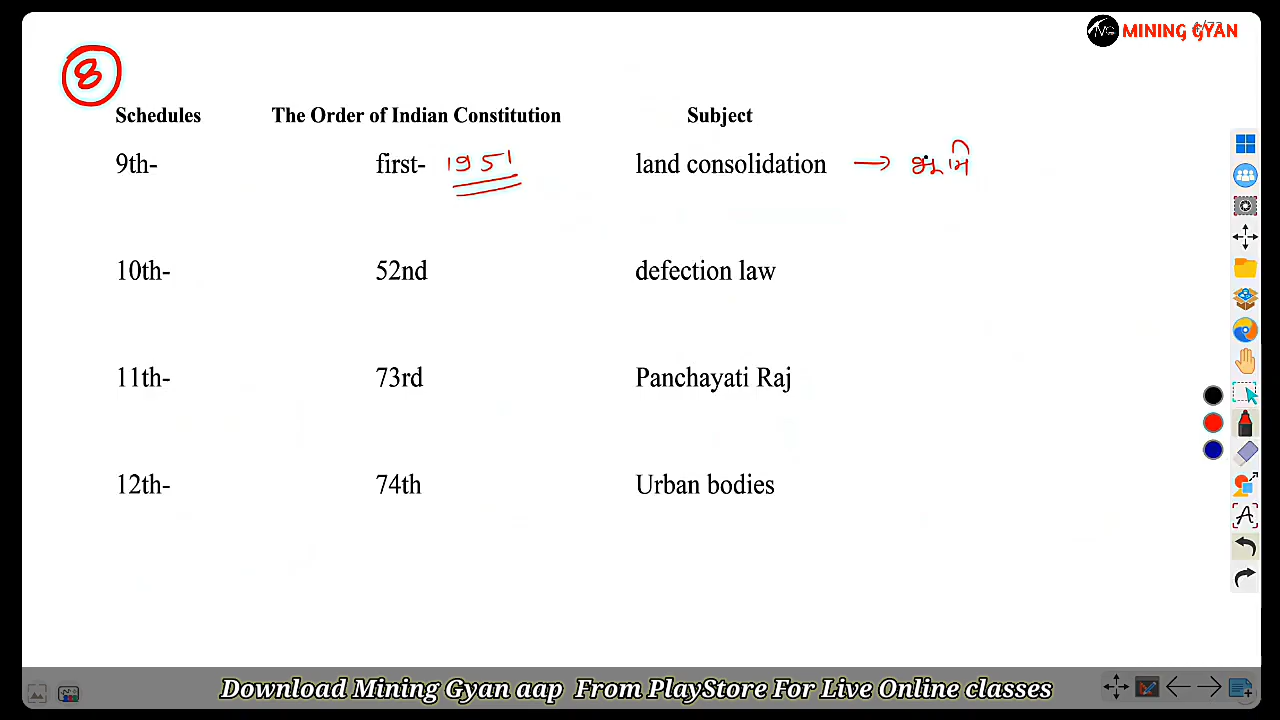 MINING GYAN
8
Schedules The Order of Indian Constitution Subject
9th- first- 1951 land consolidation → भूमि
10th- 52nd defection law
11th- 73rd Panchayati Raj
12th- 74th Urban bodies
Download Mining Gyan aap From PlayStore For Live Online classes